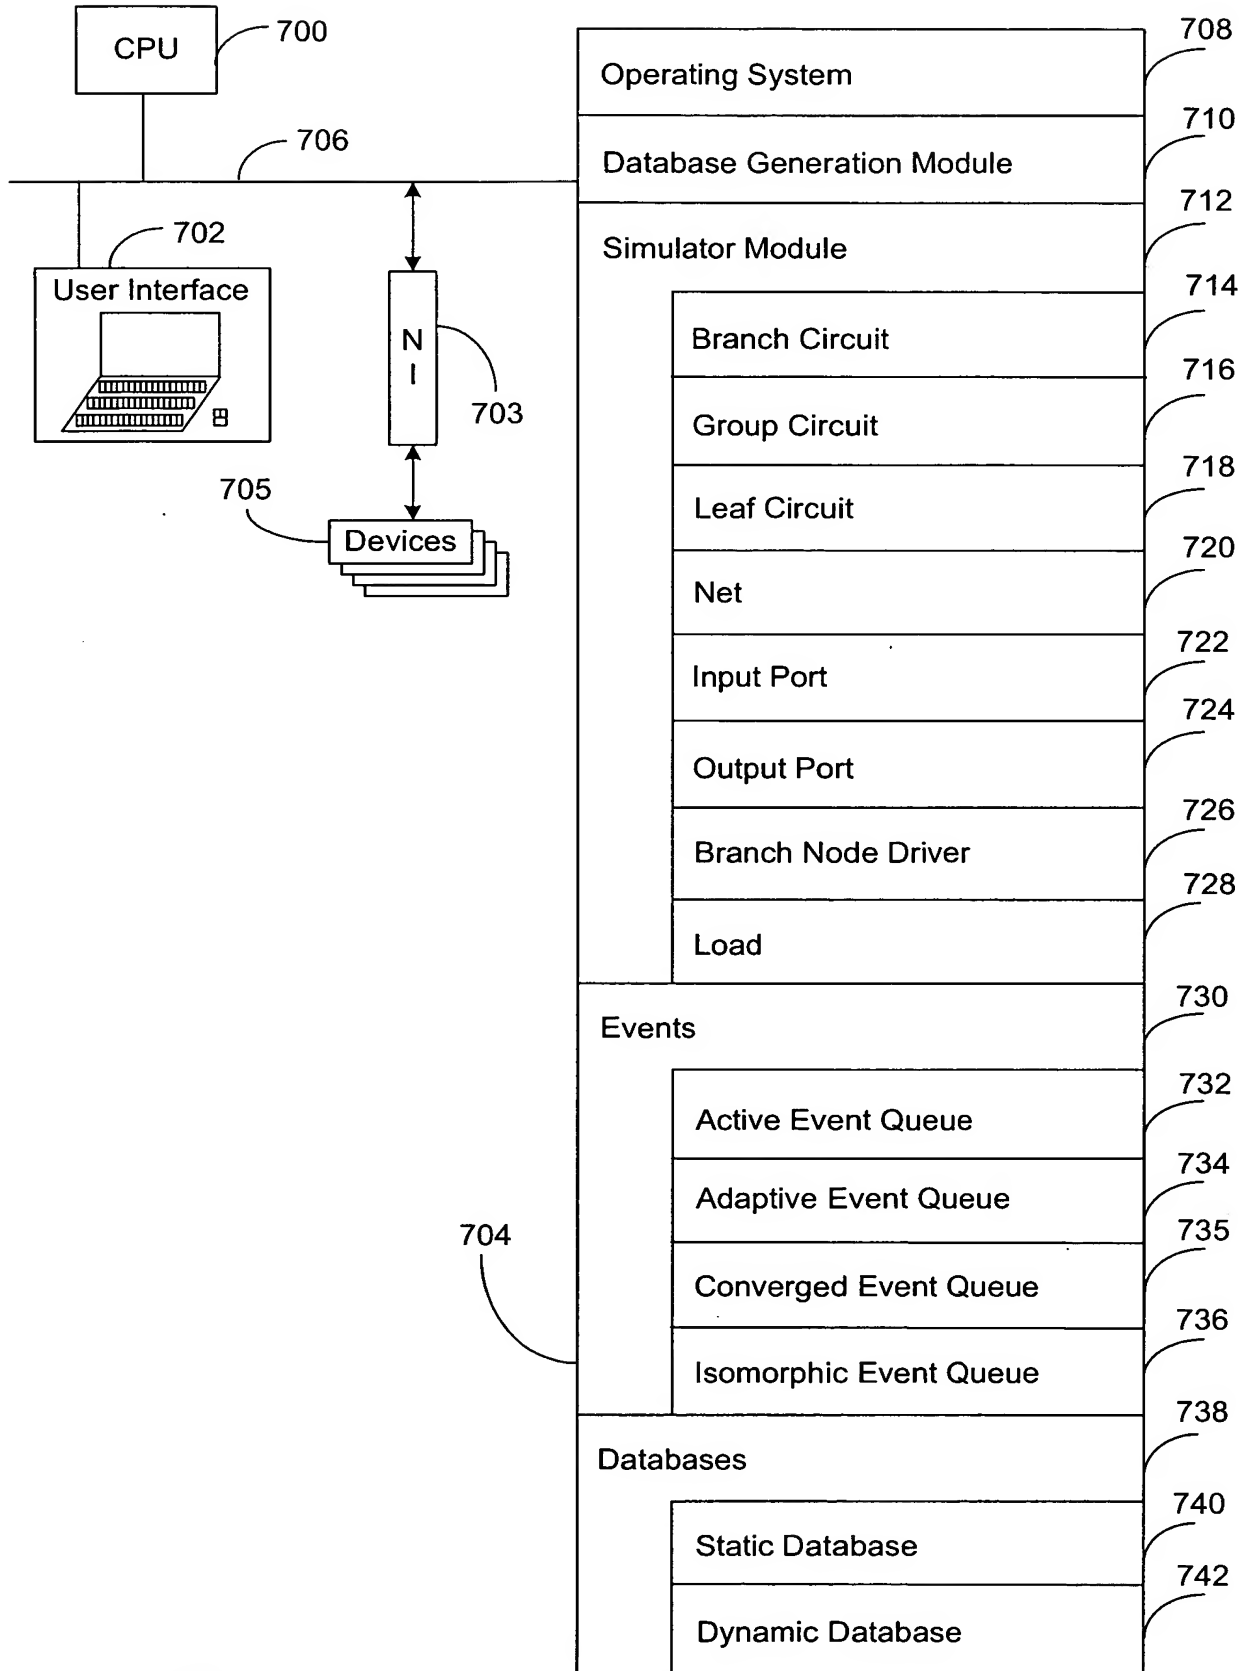 CPU
700
706
702
User Interface
N
I
703
705
Devices
704
708
Operating System
710
Database Generation Module
712
Simulator Module
714
Branch Circuit
716
Group Circuit
718
Leaf Circuit
720
Net
722
Input Port
724
Output Port
726
Branch Node Driver
728
Load
730
Events
732
Active Event Queue
734
Adaptive Event Queue
735
Converged Event Queue
736
Isomorphic Event Queue
738
Databases
740
Static Database
742
Dynamic Database